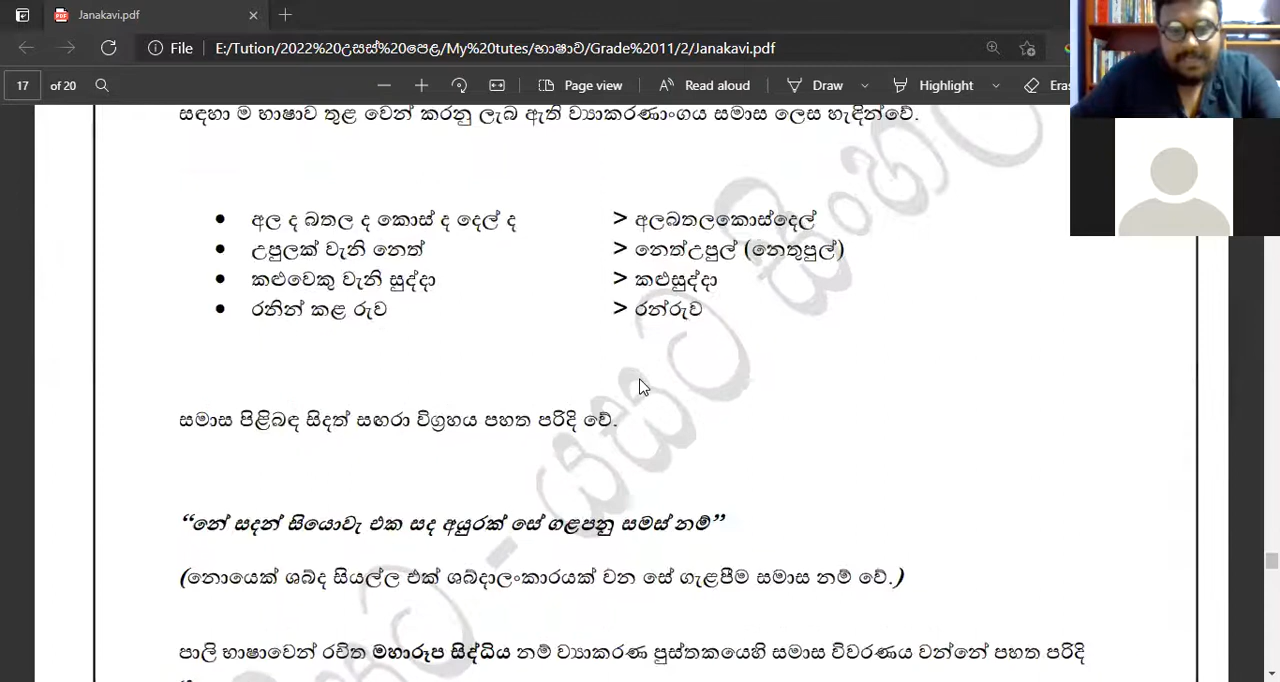 Janakavi.pdf
File E:/Tution/2022%20උසස්%20පෙළ/My%20tutes/භාෂාව/Grade%2011/2/Janakavi.pdf
17 of 20 Page view Read aloud Draw Highlight
සඳහා ම භාෂාව තුළ වෙන් කරනු ලැබ ඇති ව්‍යාකරණාංගය සමාස ලෙස හැඳින්වේ.
• අල ද බතල ද කොස් ද දෙල් ද > අලබතලකොස්දෙල්
• උපුලක් වැනි නෙත් > නෙත්උපුල් (නෙතුපුල්)
• කළුවෙකු වැනි සුද්දා > කළුසුද්දා
• රනින් කළ රුව > රන්රුව
සමාස පිළිබඳ සිදත් සඟරා විග්‍රහය පහත පරිදි වේ.
“නේ සදන් සියොවැ එක සද අයුරක් සේ ගළපනු සමස් නම්”
(නොයෙක් ශබ්ද සියල්ල එක් ශබ්දාලංකාරයක් වන සේ ගැළපීම සමාස නම් වේ.)
පාලි භාෂාවෙන් රචිත මහාරූප සිද්ධිය නම් ව්‍යාකරණ පුස්තකයෙහි සමාස විවරණය වන්නේ පහත පරිදි